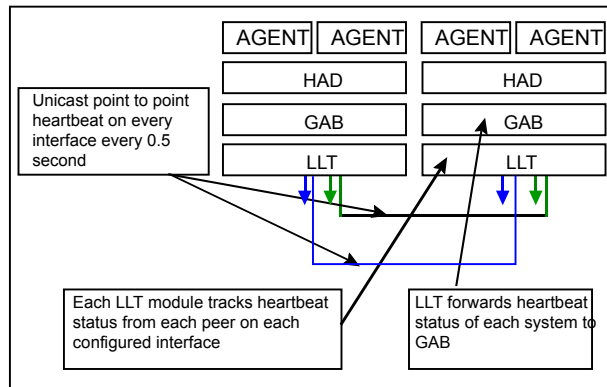 AGENT AGENT AGENT AGENT
HAD HAD
Unicast point to point
heartbeat on every
interface every 0.5
second
GAB GAB
LLT LLT
Each LLT module tracks heartbeat
status from each peer on each
configured interface
LLT forwards heartbeat
status of each system to
GAB